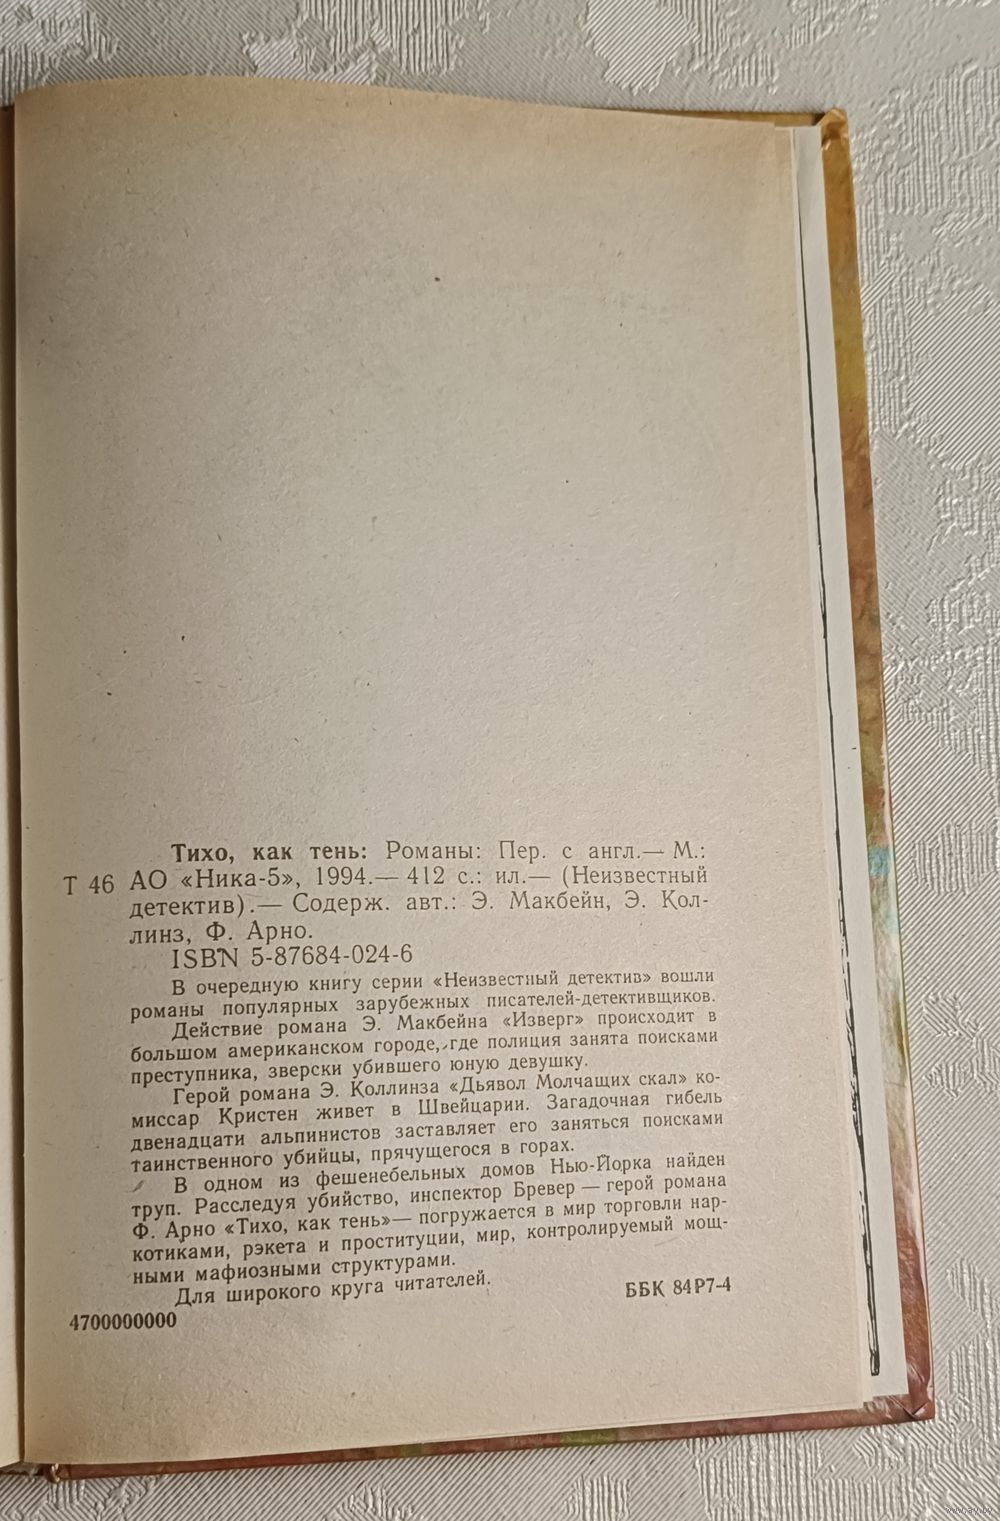 Тихо, как тень: Романы: Пер. с англ.— М.:
Т 46 АО «Ника-5», 1994.— 412 с.: ил.— (Неизвестный
детектив).— Содерж. авт.: Э. Макбейн, Э. Кол-
линз, Ф. Арно.
ISBN 5-87684-024-6
В очередную книгу серии «Неизвестный детектив» вошли
романы популярных зарубежных писателей-детективщиков.
Действие романа Э. Макбейна «Изверг» происходит в
большом американском городе, где полиция занята поисками
преступника, зверски убившего юную девушку.
Герой романа Э. Коллинза «Дьявол Молчащих скал» ко-
миссар Кристен живет в Швейцарии. Загадочная гибель
двенадцати альпинистов заставляет его заняться поисками
таинственного убийцы, прячущегося в горах.
В одном из фешенебельных домов Нью-Йорка найден
труп. Расследуя убийство, инспектор Бревер — герой романа
Ф. Арно «Тихо, как тень»— погружается в мир торговли нар-
котиками, рэкета и проституции, мир, контролируемый мощ-
ными мафиозными структурами.
Для широкого круга читателей.
ББК 84Р7-4
4700000000